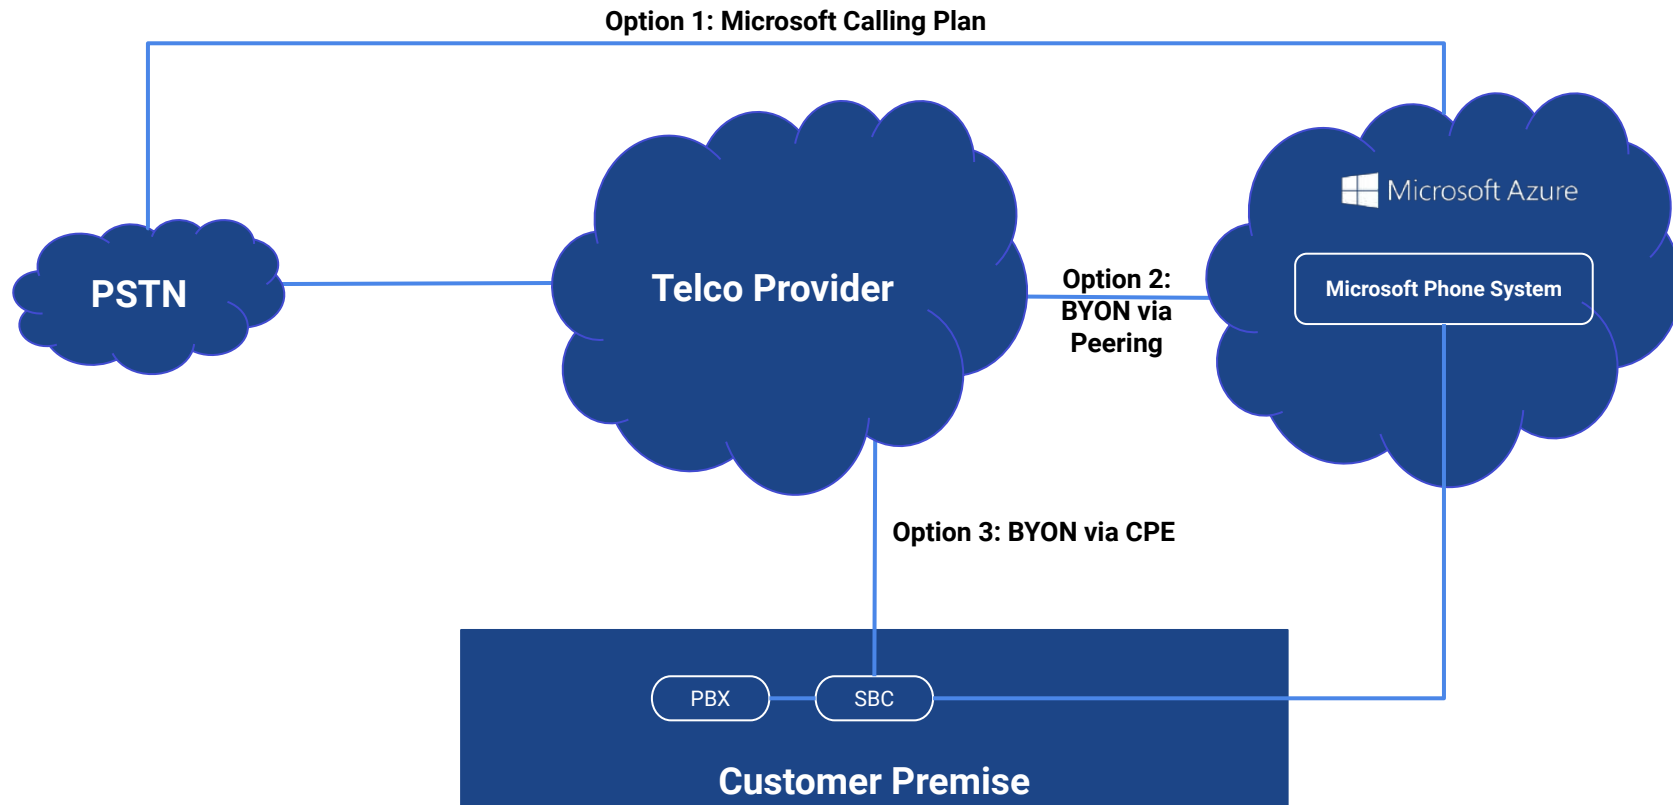 Option 1: Microsoft Calling Plan
Microsoft Azure
PSTN
Telco Provider
Option 2:
BYON via
Peering
Microsoft Phone System
Option 3: BYON via CPE
PBX
SBC
Customer Premise